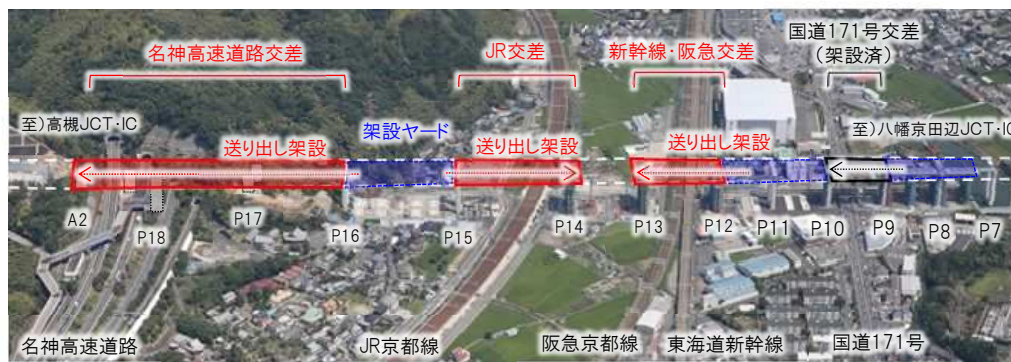 名神高速道路交差
JR交差
新幹線・阪急交差
国道171号交差
(架設済)
至)高槻JCT・IC
架設ヤード
至)八幡京田辺JCT・IC
送り出し架設
送り出し架設
送り出し架設
A2
P18
P17
P16
P15
P14
P13
P12
P11
P10
P9
P8
P7
名神高速道路
JR京都線
阪急京都線
東海道新幹線
国道171号